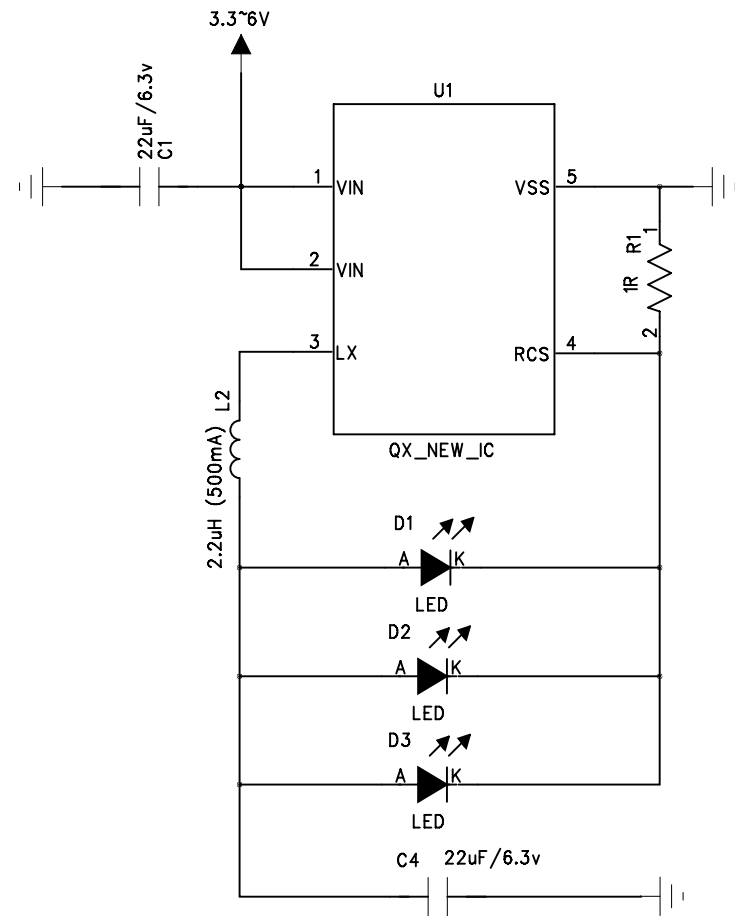 3.3~6V
22uF/6.3v
C1
U1
1
VIN
VSS
5
2
VIN
R1
1
1R
2
3
LX
RCS
4
L2
2.2uH (500mA)
QX_NEW_IC
D1
A
K
LED
D2
A
K
LED
D3
A
K
LED
C4
22uF/6.3v